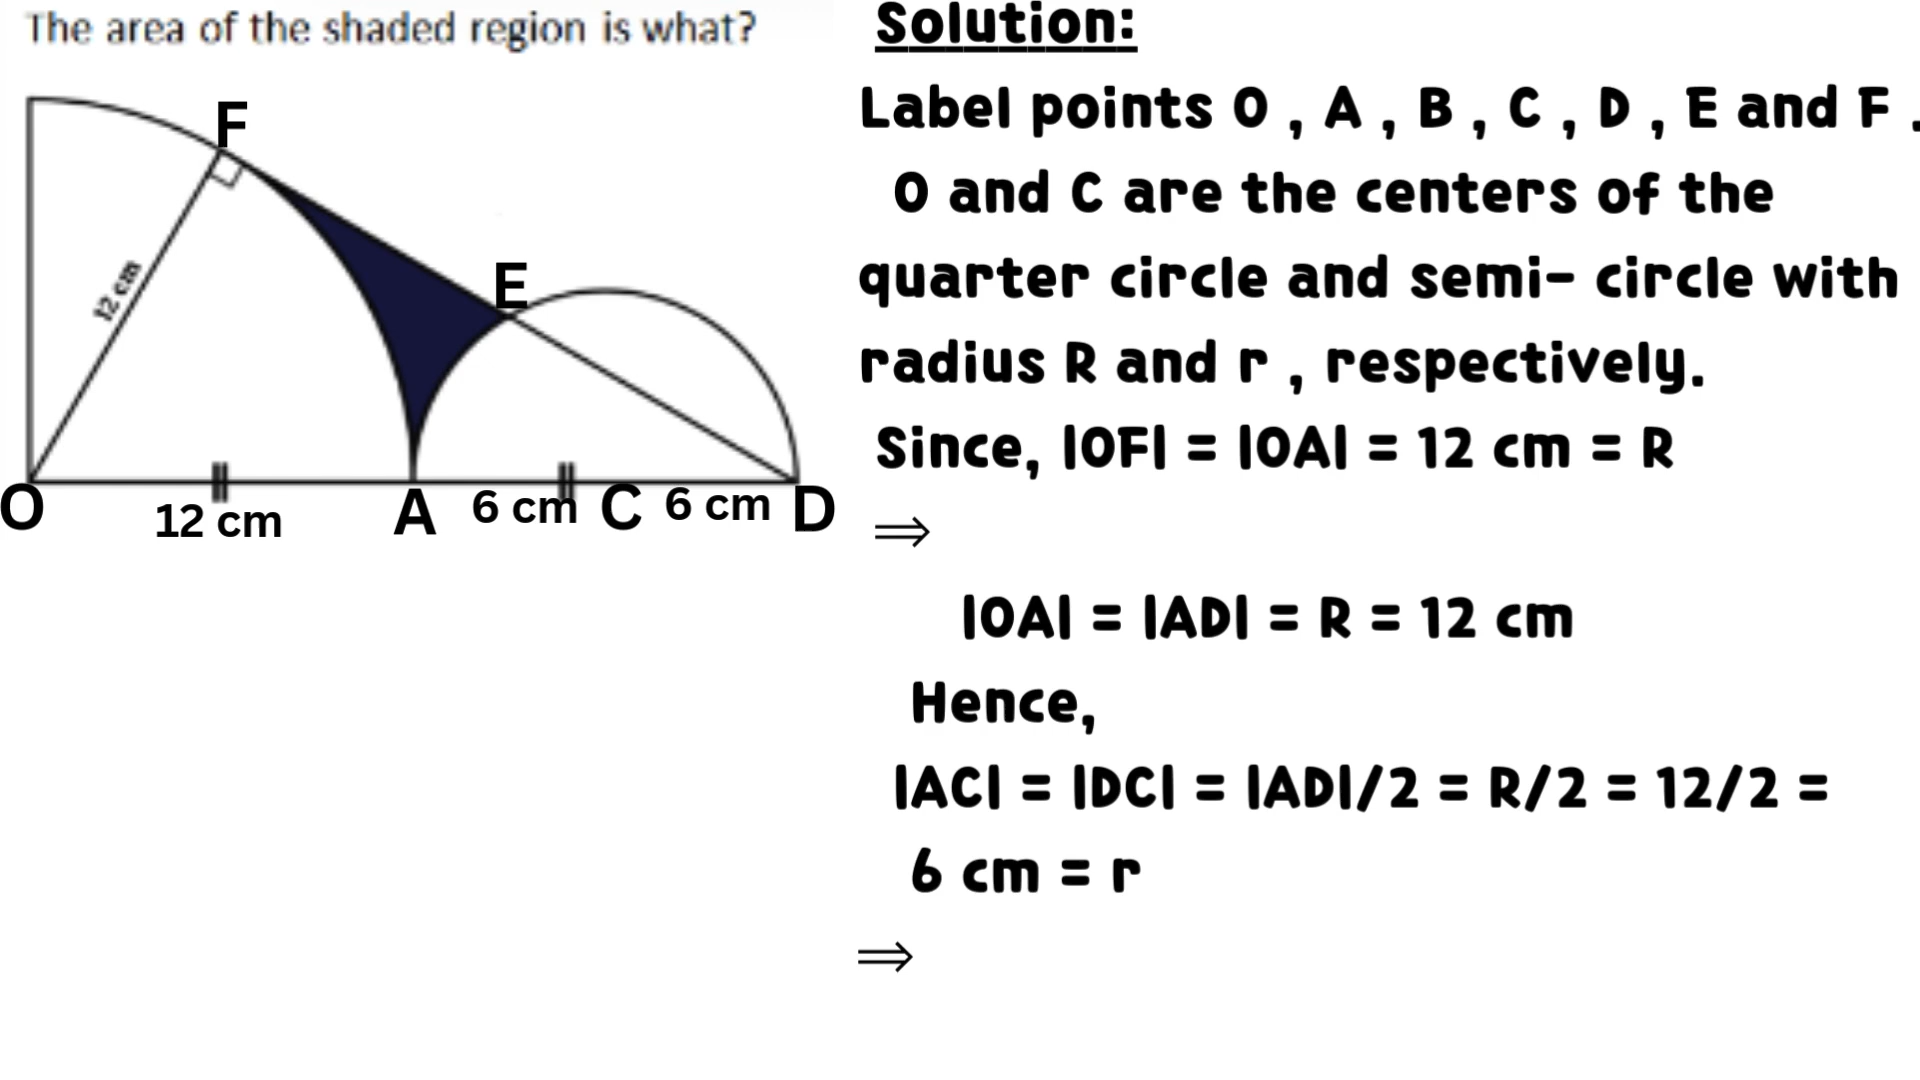 The area of the shaded region is what?
F
E
12 cm
O
A
C
D
12 cm
6 cm
6 cm
Solution:
Label points O , A , B , C , D , E and F .
O and C are the centers of the
quarter circle and semi- circle with
radius R and r , respectively.
Since, |OF| = |OA| = 12 cm = R
⟹
|OA| = |AD| = R = 12 cm
Hence,
|AC| = |DC| = |AD|/2 = R/2 = 12/2 =
6 cm = r
⟹